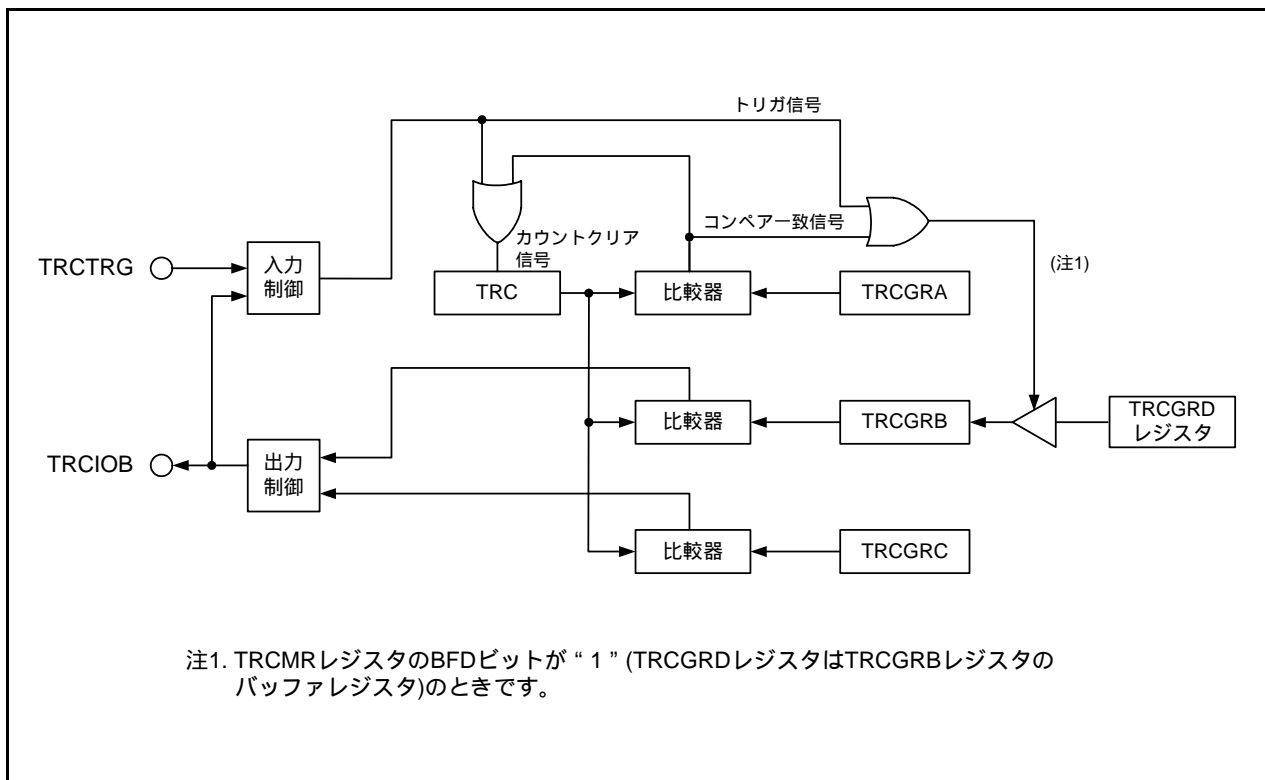 トリガ信号
コンペア一致信号
カウントクリア
信号
(注1)
TRCTRG
入力
制御
TRC
比較器
TRCGRA
比較器
TRCGRB
TRCGRD
レジスタ
TRCIOB
出力
制御
比較器
TRCGRC
注1. TRCMRレジスタのBFDビットが “ 1 ” (TRCGRDレジスタはTRCGRBレジスタの
バッファレジスタ)のときです。